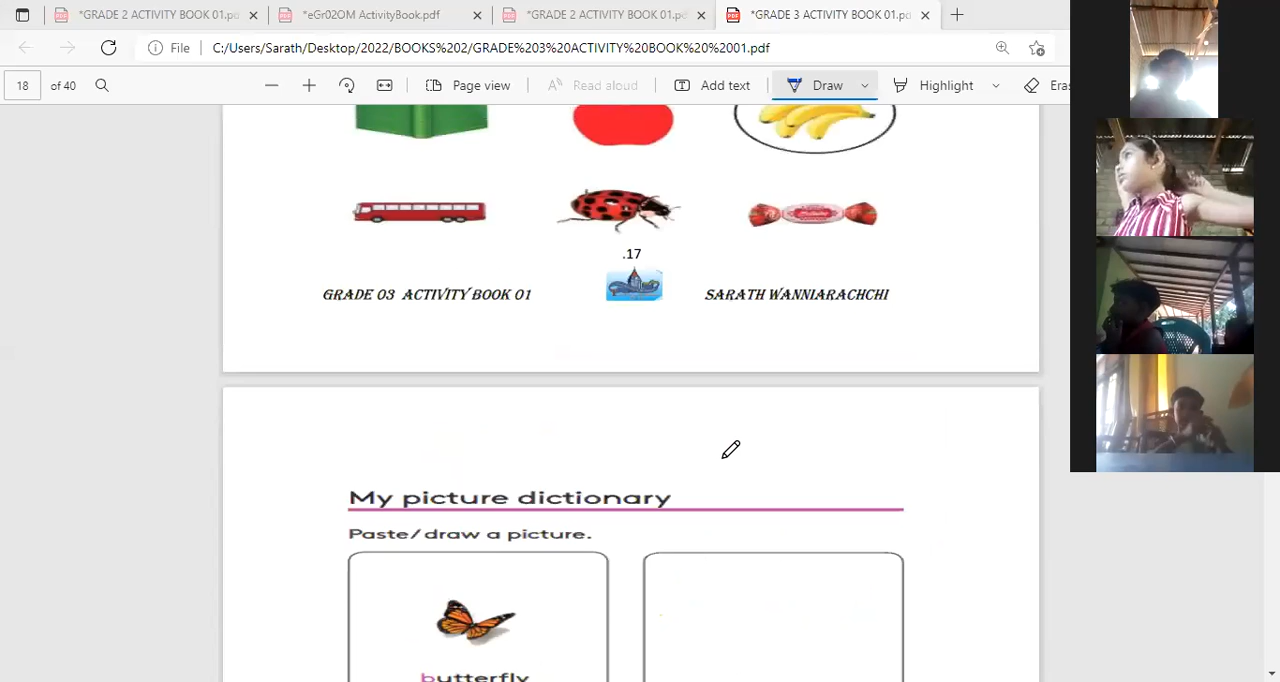 *GRADE 2 ACTIVITY BOOK 01.pd
*eGr02OM ActivityBook.pdf
*GRADE 2 ACTIVITY BOOK 01.pd
*GRADE 3 ACTIVITY BOOK 01.pd
File C:/Users/Sarath/Desktop/2022/BOOKS%202/GRADE%203%20ACTIVITY%20BOOK%20%2001.pdf
18 of 40 Page view Read aloud Add text Draw Highlight Eras
.17
GRADE 03 ACTIVITY BOOK 01 SARATH WANNIARACHCHI
My picture dictionary
Paste/draw a picture.
butterfly